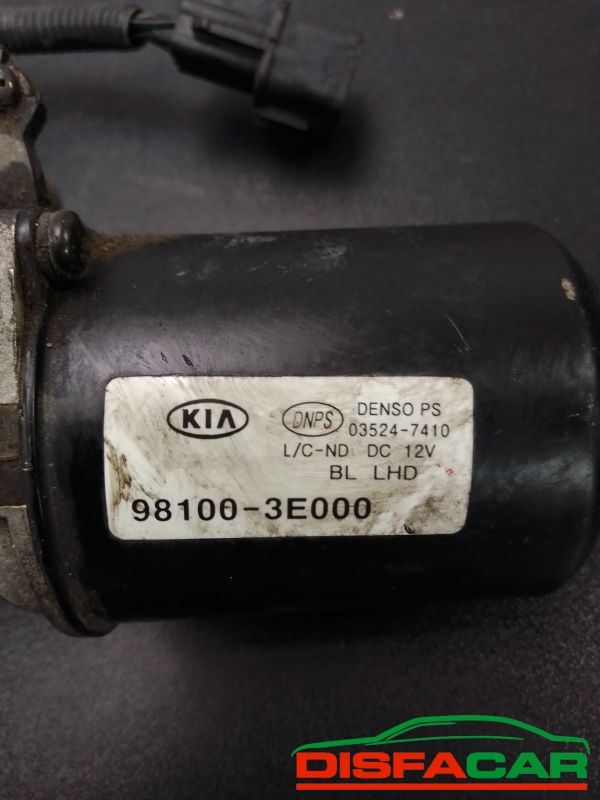 KIA
DNPS DENSO PS
03524-7410
L/C-ND DC 12V
BL LHD
98100-3E000
DISFACAR